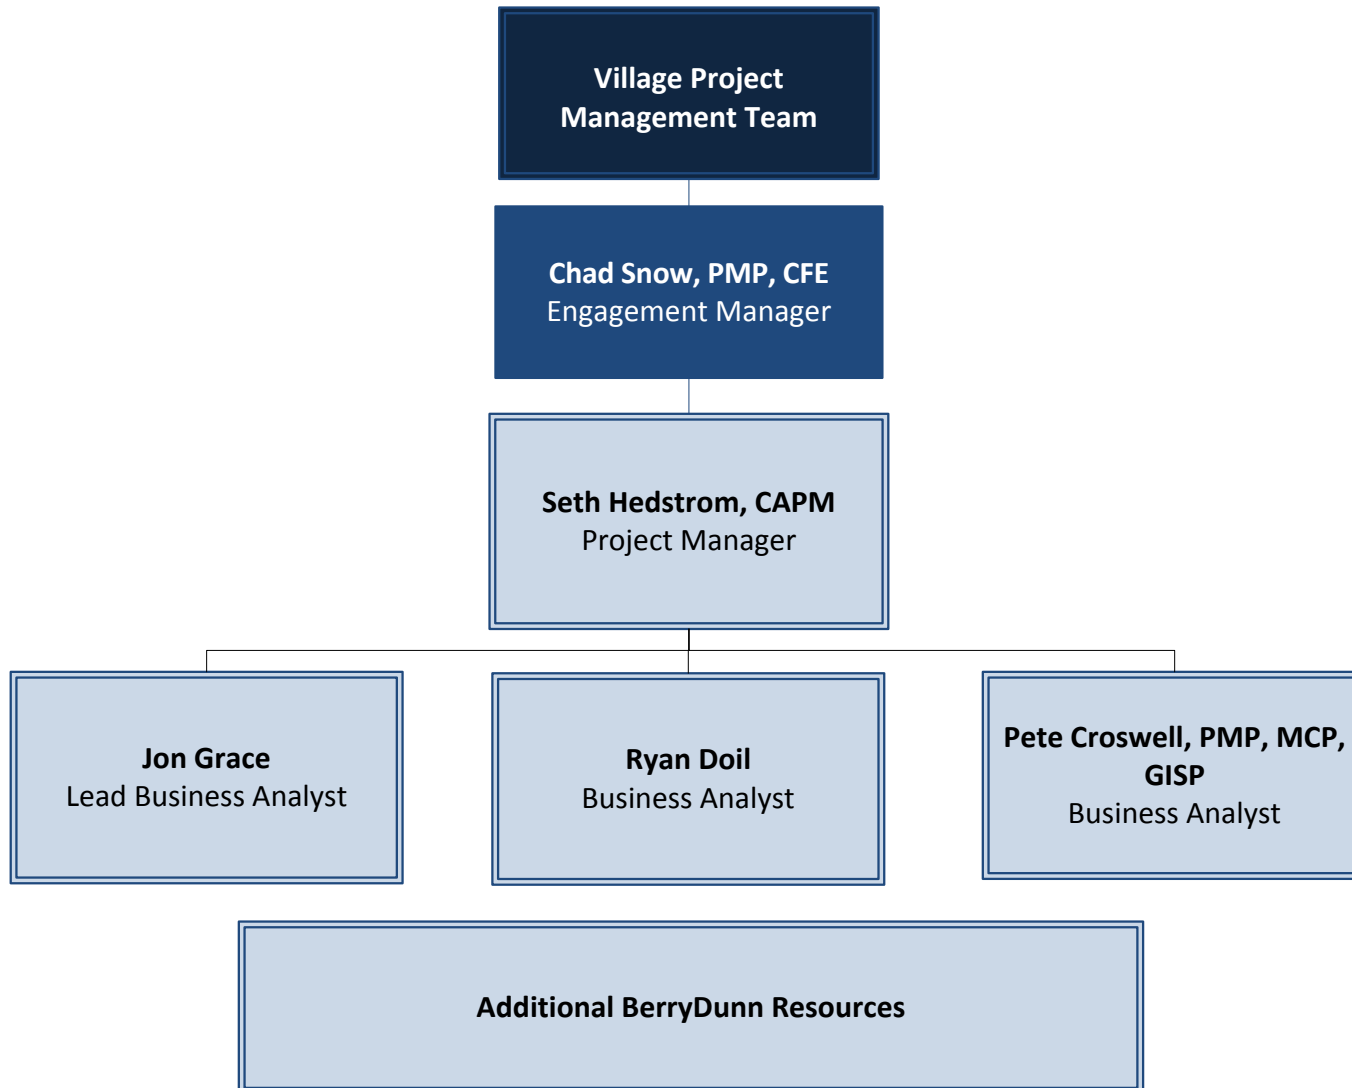 Village Project
Management Team
Chad Snow, PMP, CFE
Engagement Manager
Seth Hedstrom, CAPM
Project Manager
Jon Grace
Lead Business Analyst
Ryan Doil
Business Analyst
Pete Croswell, PMP, MCP,
GISP
Business Analyst
Additional BerryDunn Resources